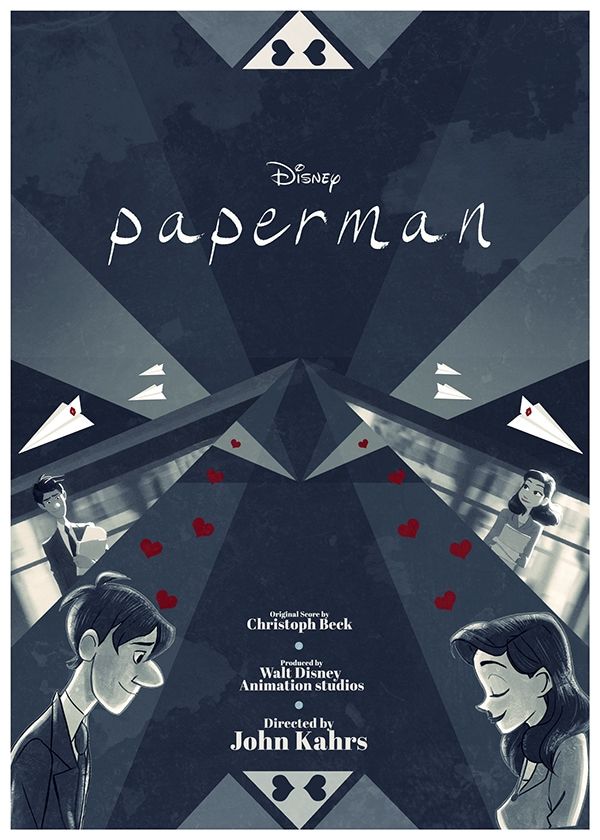 Disney
paperman
Original Score by
Christoph Beck
Produced by
Walt Disney
Animation studios
Directed by
John Kahrs